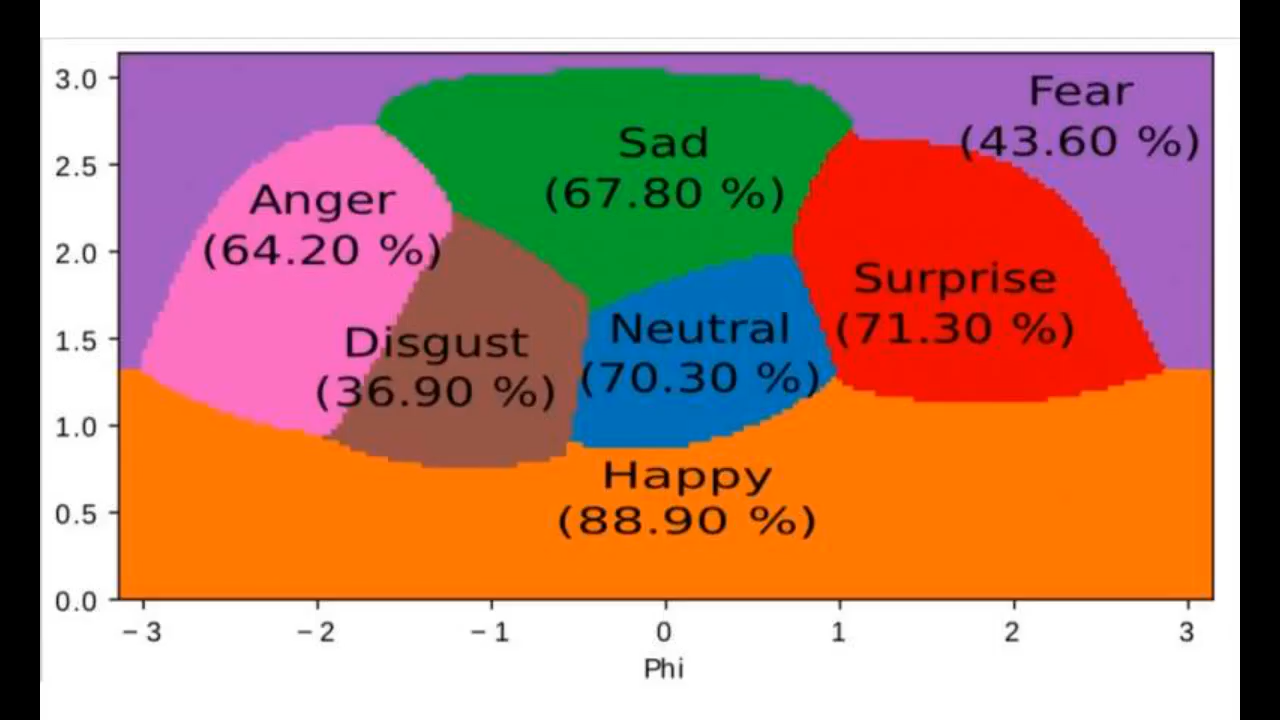 3.0
2.5
2.0
1.5
1.0
0.5
0.0
Fear
(43.60 %)
Sad
(67.80 %)
Anger
(64.20 %)
Surprise
(71.30 %)
Disgust
(36.90 %)
Neutral
(70.30 %)
Happy
(88.90 %)
−3 −2 −1 0 1 2 3
Phi